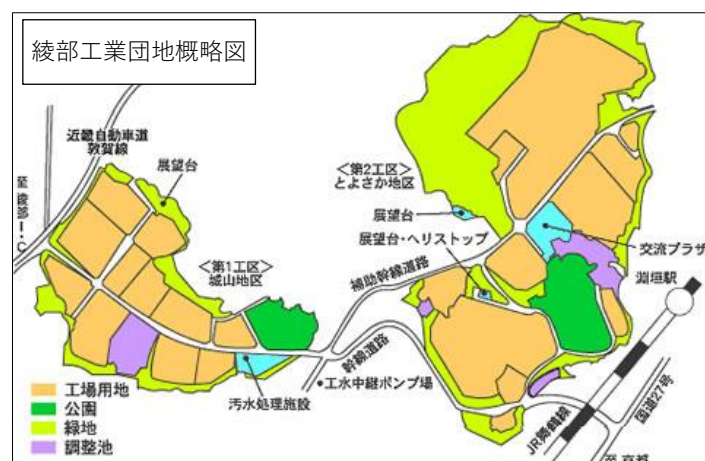 綾部工業団地概略図
近畿自動車道
敦賀線
至綾部I・C
展望台
<第1工区>
城山地区
<第2工区>
とよさか地区
展望台
展望台・ヘリストップ
補助幹線道路
交流プラザ
淵垣駅
幹線道路
工水中継ポンプ場
汚水処理施設
JR舞鶴線
国道27号
至京都
工場用地
公園
緑地
調整池